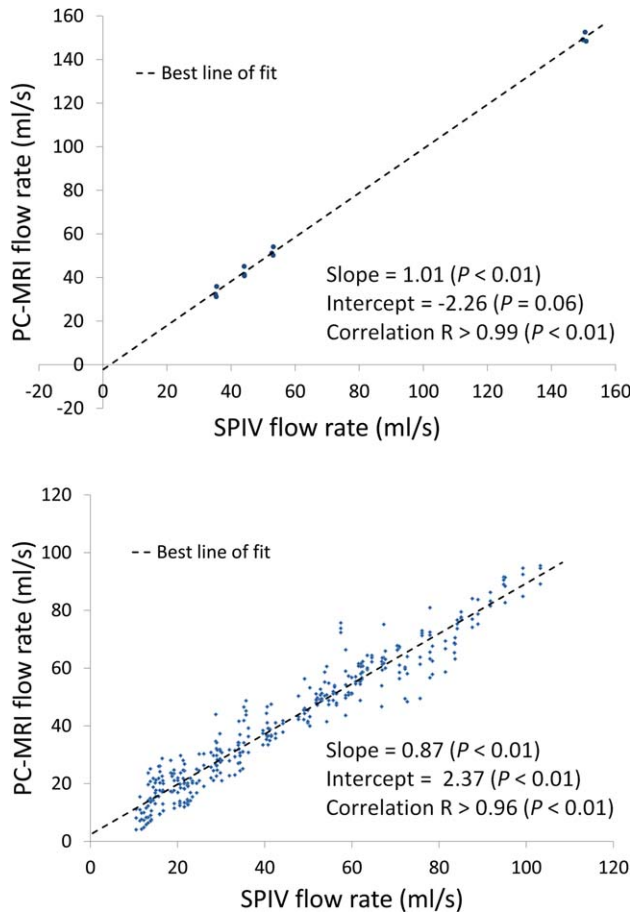 160
140
120
100
80
60
40
20
0
-20
-20 0 20 40 60 80 100 120 140 160
PC-MRI flow rate (ml/s)
SPIV flow rate (ml/s)
--- Best line of fit
Slope = 1.01 (P < 0.01)
Intercept = -2.26 (P = 0.06)
Correlation R > 0.99 (P < 0.01)
120
100
80
60
40
20
0
0 20 40 60 80 100 120
PC-MRI flow rate (ml/s)
SPIV flow rate (ml/s)
--- Best line of fit
Slope = 0.87 (P < 0.01)
Intercept =  2.37 (P < 0.01)
Correlation R > 0.96 (P < 0.01)